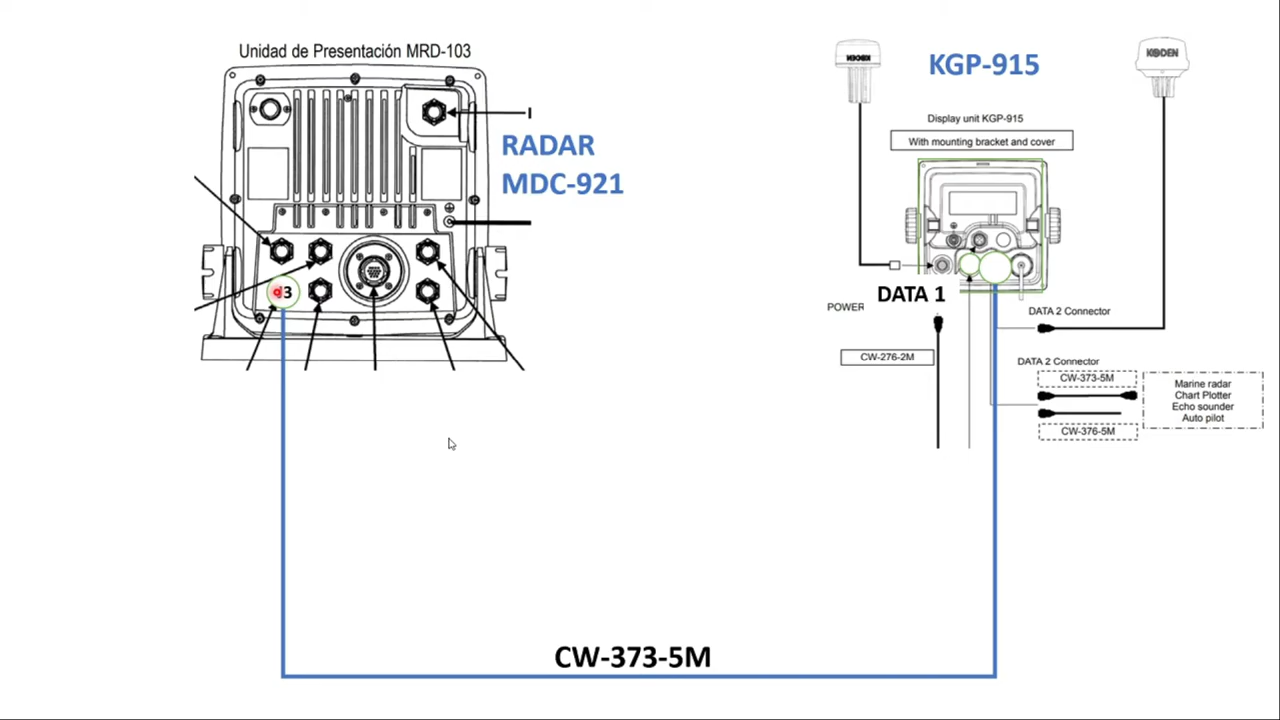 Unidad de Presentación MRD-103
RADAR
MDC-921
3
KGP-915
KODEN
KODEN
Display unit KGP-915
With mounting bracket and cover
DATA 1
POWER
CW-276-2M
DATA 2 Connector
DATA 2 Connector
CW-373-5M
CW-376-5M
Marine radar
Chart Plotter
Echo sounder
Auto pilot
CW-373-5M